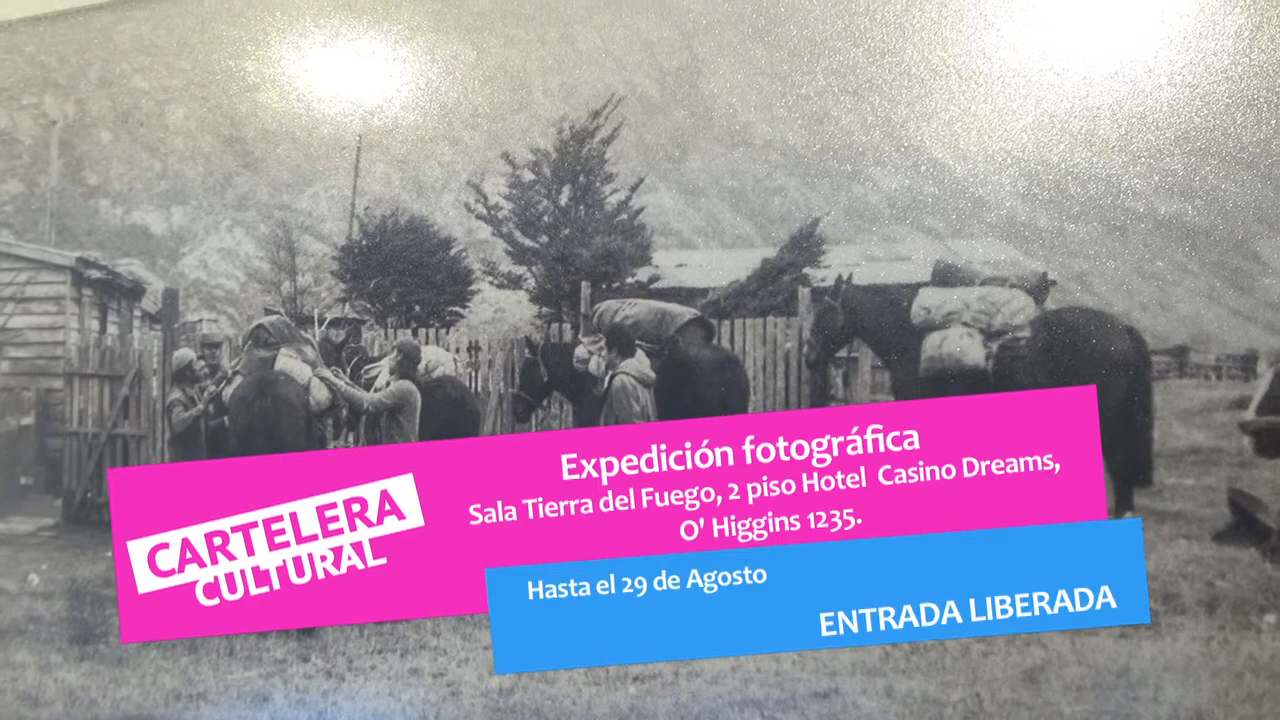 CARTELERA
CULTURAL
Expedición fotográfica
Sala Tierra del Fuego, 2 piso Hotel Casino Dreams,
O' Higgins 1235.
Hasta el 29 de Agosto
ENTRADA LIBERADA